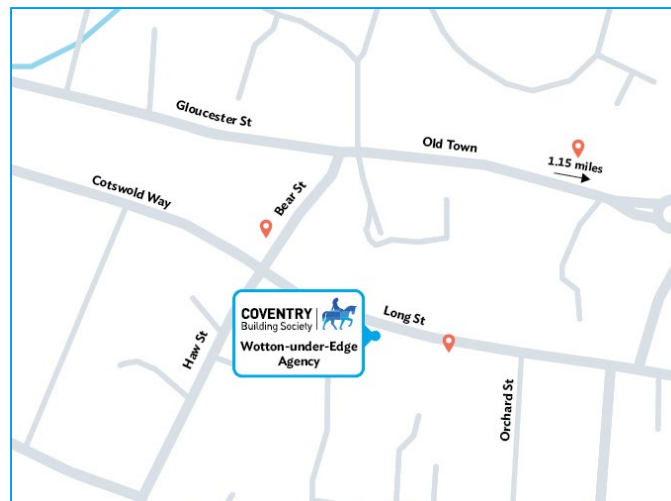 Gloucester St
Old Town
1.15 miles
Cotswold Way
Bear St
COVENTRY
Building Society
Wotton-under-Edge
Agency
Long St
Haw St
Orchard St